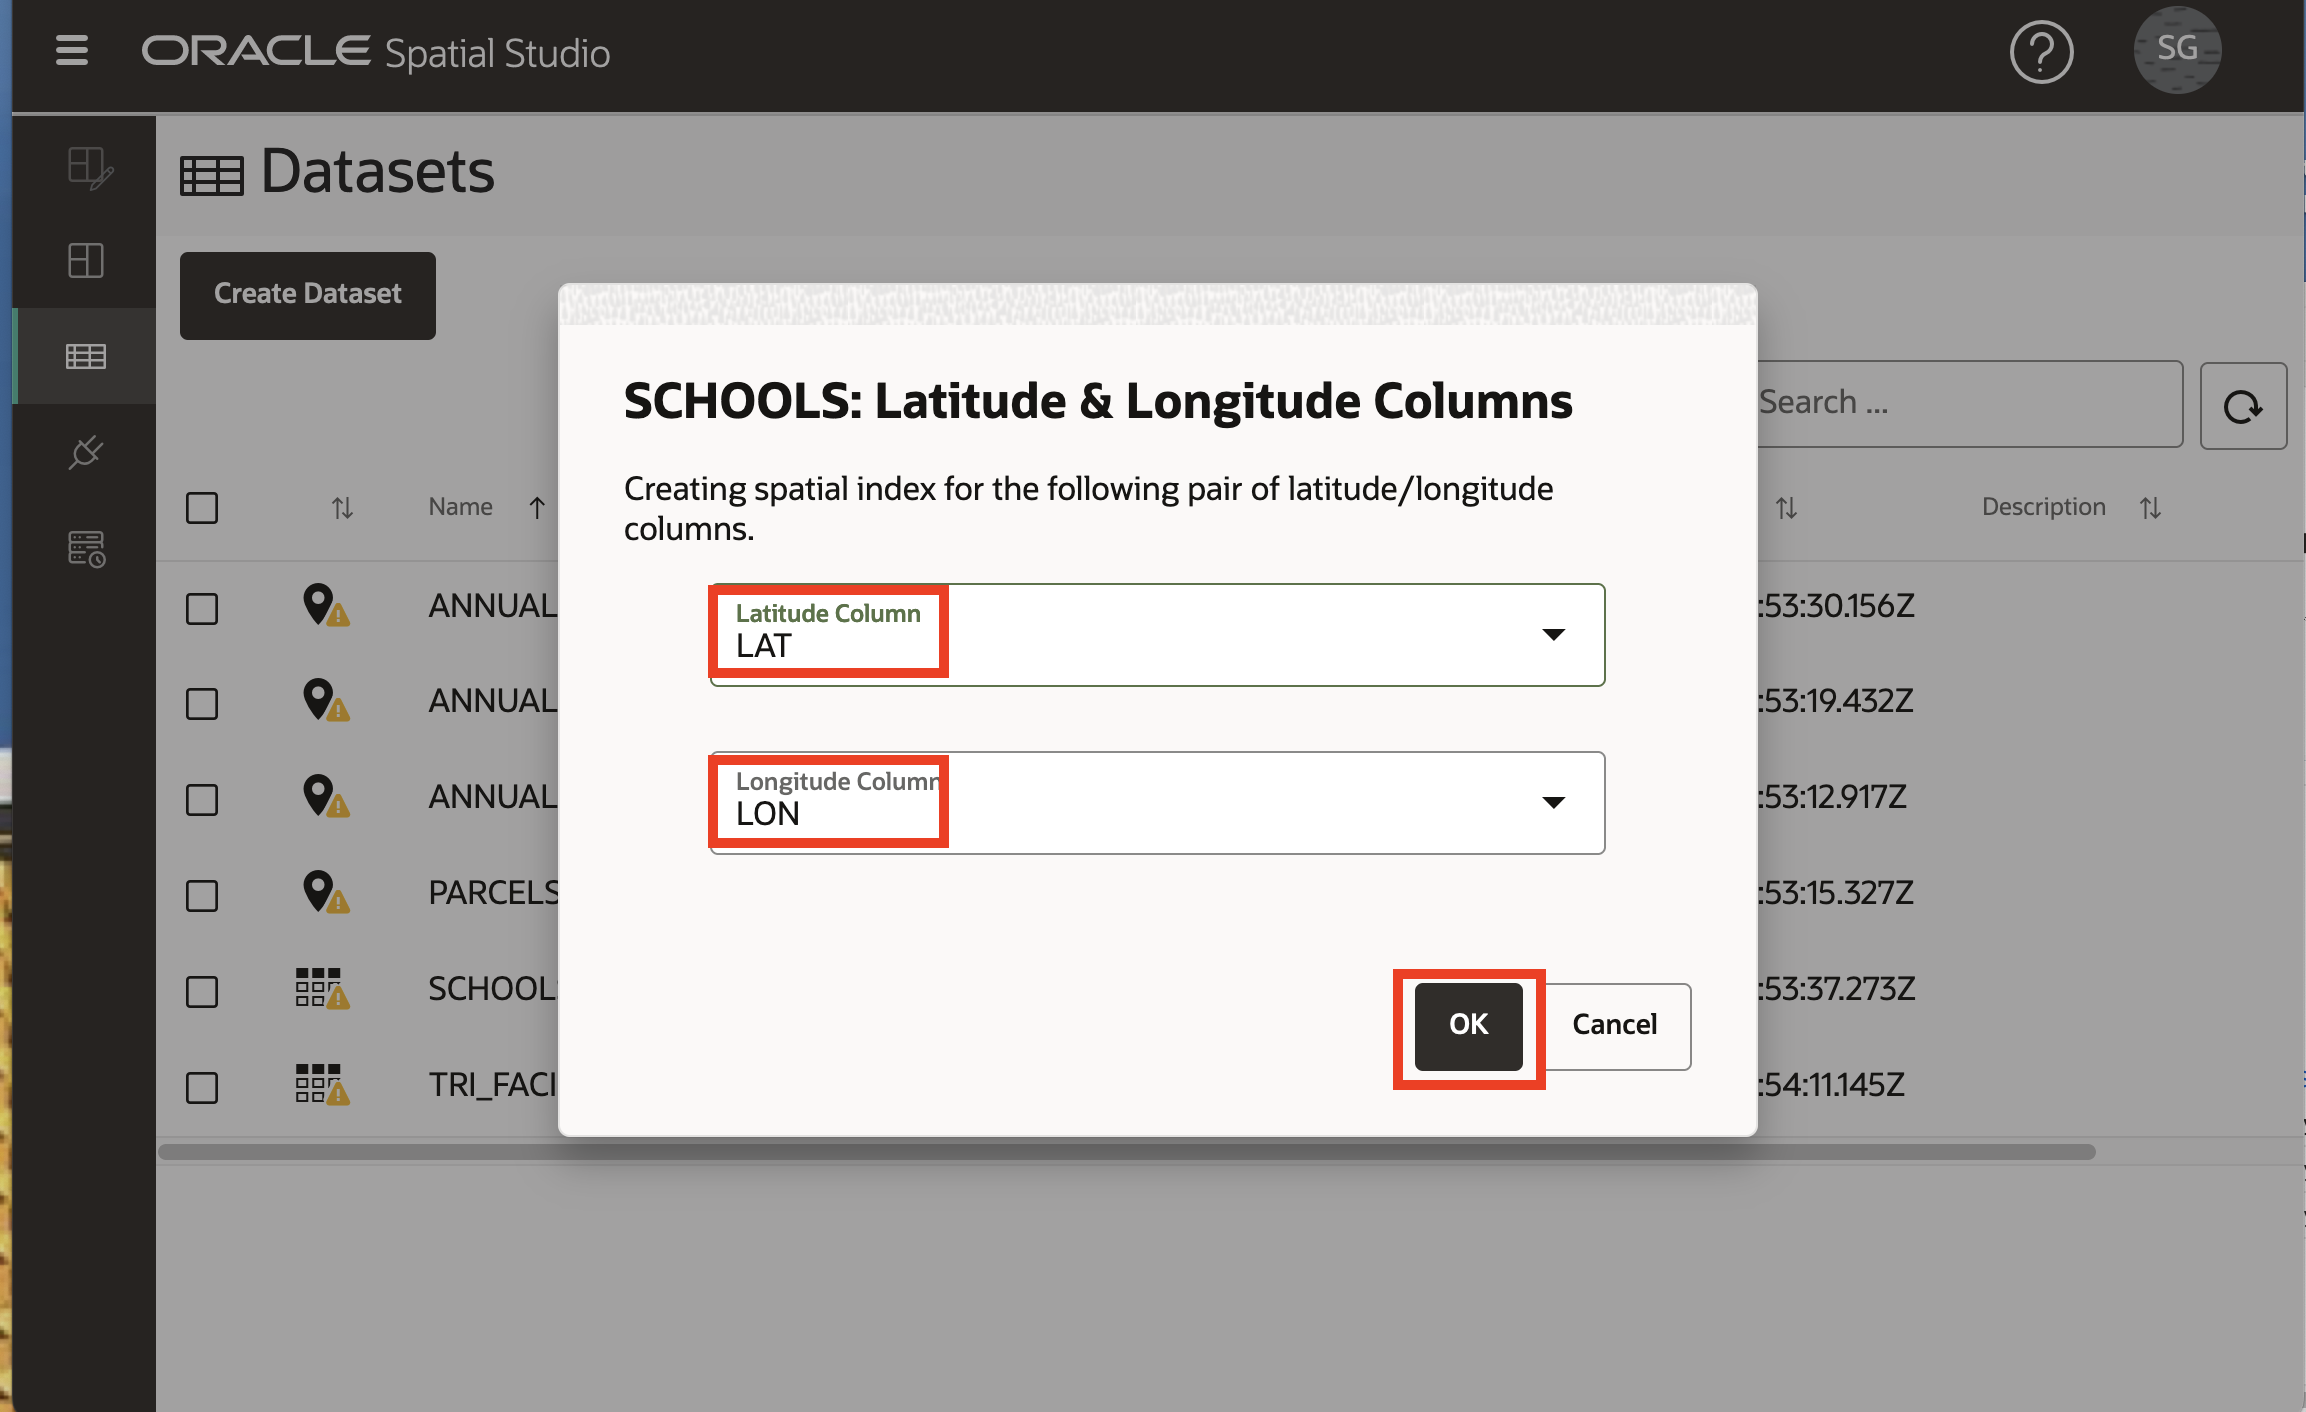 ORACLE Spatial Studio
SG
Datasets
Create Dataset
Search ...
Name
Description
SCHOOLS: Latitude & Longitude Columns
Creating spatial index for the following pair of latitude/longitude
columns.
Latitude Column
LAT
Longitude Column
LON
OK
Cancel
ANNUAL
:53:30.156Z
ANNUAL
:53:19.432Z
ANNUAL
:53:12.917Z
PARCELS
:53:15.327Z
SCHOOL
:53:37.273Z
TRI_FACI
:54:11.145Z